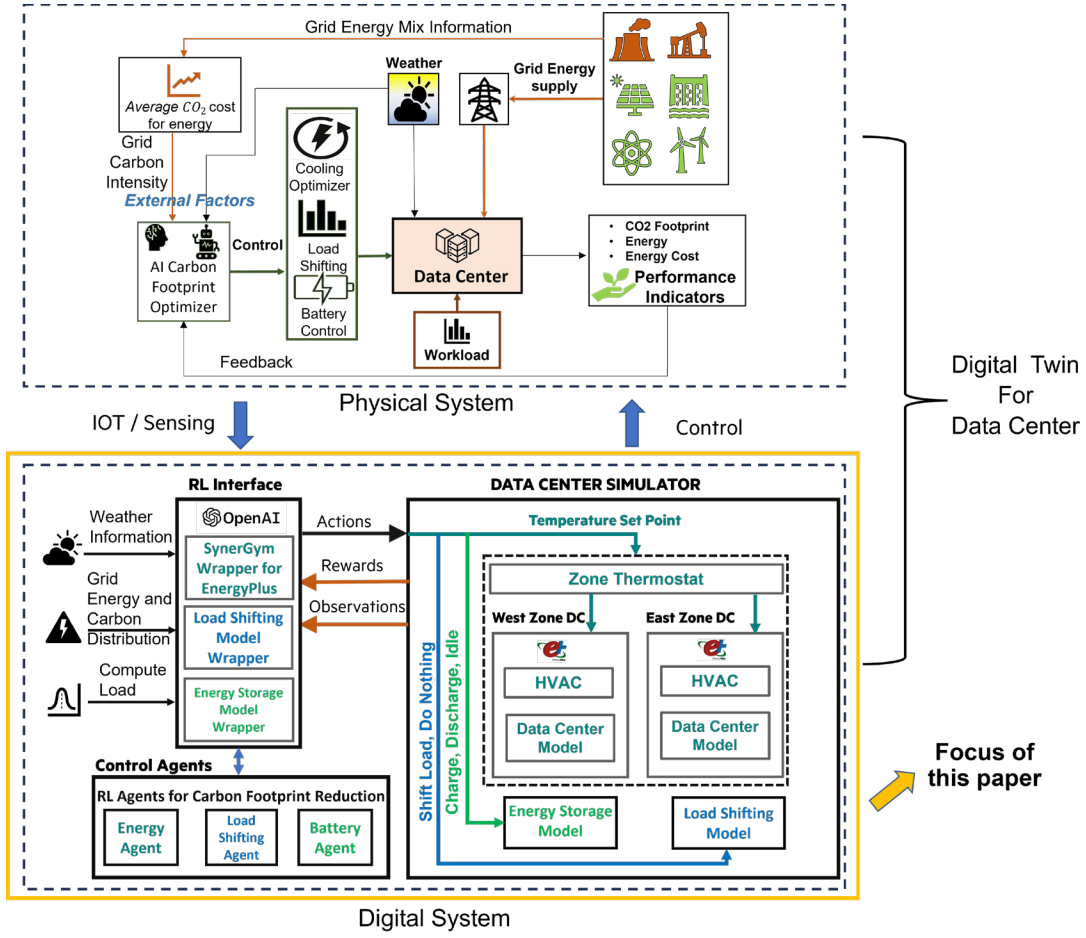 Grid Energy Mix Information
Average CO2 cost
for energy
Weather
Grid Energy
supply
Grid
Carbon
Intensity
External Factors
Cooling
Optimizer
Load
Shifting
Battery
Control
AI Carbon
Footprint
Optimizer
Control
Data Center
Workload
• CO2 Footprint
• Energy
• Energy Cost
Performance
Indicators
Feedback
Physical System
IOT / Sensing
Control
Digital Twin
For
Data Center
RL Interface
OpenAI
SynerGym
Wrapper for
EnergyPlus
Load Shifting
Model
Wrapper
Energy Storage
Model
Wrapper
Weather
Information
Grid
Energy and
Carbon
Distribution
Compute
Load
Actions
Rewards
Observations
Control Agents
RL Agents for Carbon Footprint Reduction
Energy
Agent
Load
Shifting
Agent
Battery
Agent
DATA CENTER SIMULATOR
Temperature Set Point
Zone Thermostat
West Zone DC
HVAC
Data Center
Model
East Zone DC
HVAC
Data Center
Model
Shift Load, Do Nothing
Charge, Discharge, Idle
Energy Storage
Model
Load Shifting
Model
Focus of
this paper
Digital System